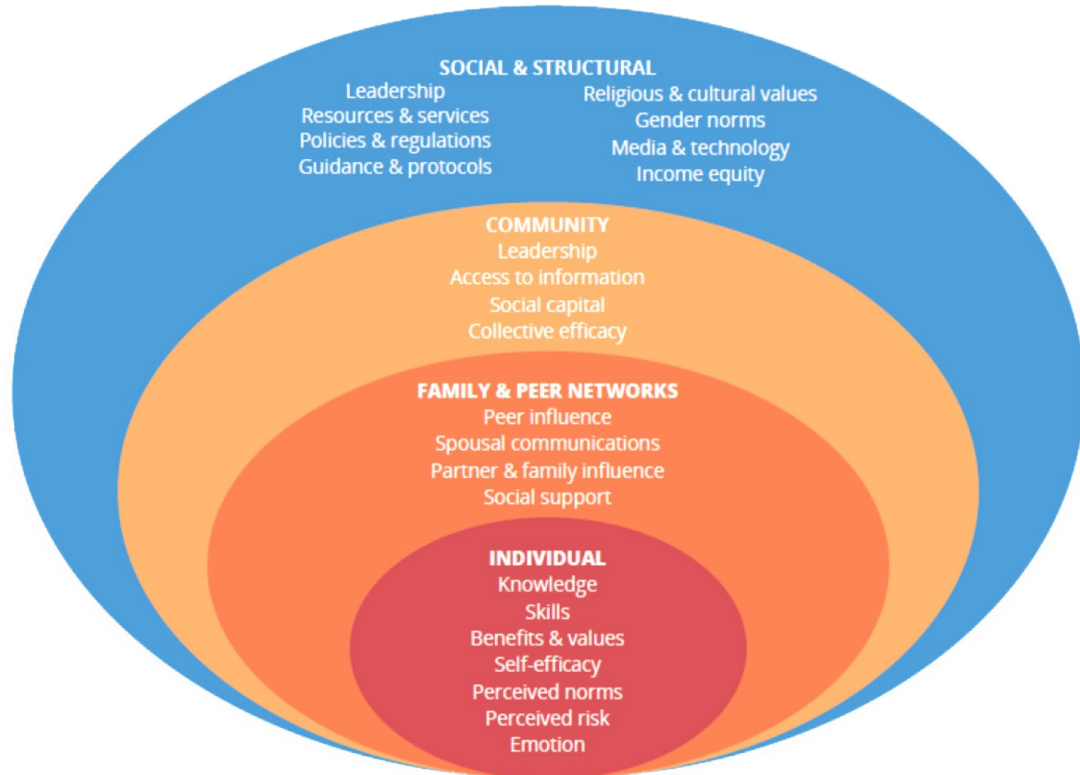 SOCIAL & STRUCTURAL
Leadership
Resources & services
Policies & regulations
Guidance & protocols
Religious & cultural values
Gender norms
Media & technology
Income equity
COMMUNITY
Leadership
Access to information
Social capital
Collective efficacy
FAMILY & PEER NETWORKS
Peer influence
Spousal communications
Partner & family influence
Social support
INDIVIDUAL
Knowledge
Skills
Benefits & values
Self-efficacy
Perceived norms
Perceived risk
Emotion